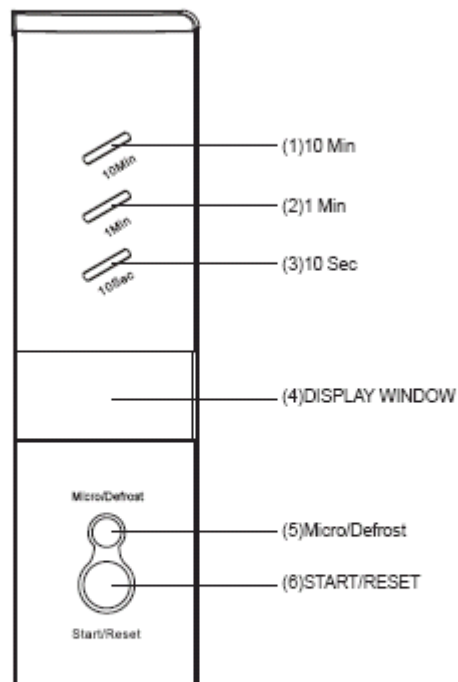 10Min
(1)10 Min
1Min
(2)1 Min
10Sec
(3)10 Sec
(4)DISPLAY WINDOW
Micro/Defrost
(5)Micro/Defrost
(6)START/RESET
Start/Reset